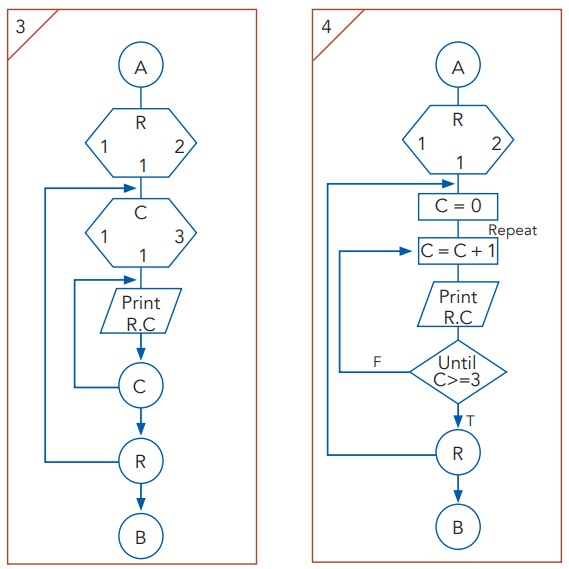 3
A
R
1 2
1
C
1 3
1
Print
R.C
C
R
B
4
A
R
1 2
1
C = 0
Repeat
C = C + 1
Print
R.C
F
Until
C>=3
T
R
B